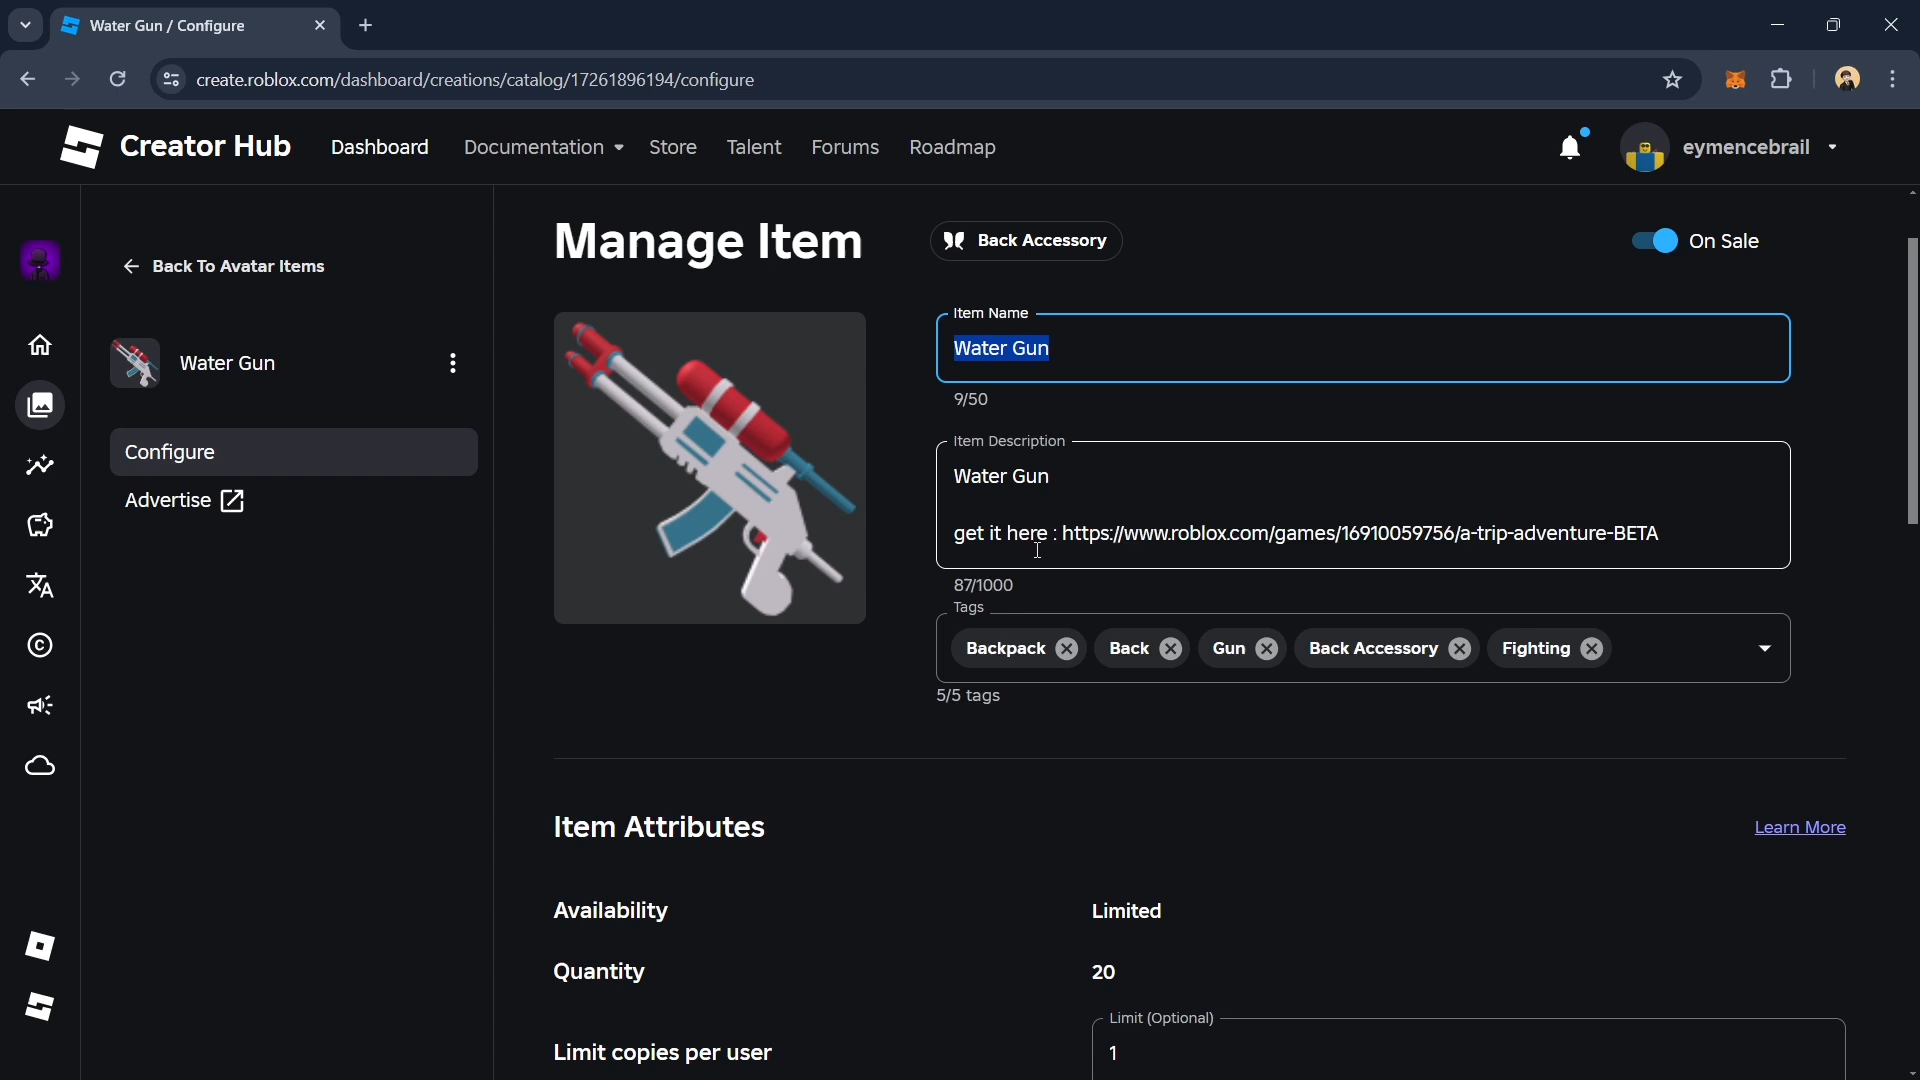 Water Gun / Configure
create.roblox.com/dashboard/creations/catalog/17261896194/configure
Creator Hub
Dashboard
Documentation
Store
Talent
Forums
Roadmap
eymencebrail
Back To Avatar Items
Water Gun
Configure
Advertise
Manage Item
Back Accessory
On Sale
Item Name
Water Gun
9/50
Item Description
Water Gun
get it here : https://www.roblox.com/games/16910059756/a-trip-adventure-BETA
87/1000
Tags
Backpack
Back
Gun
Back Accessory
Fighting
5/5 tags
Item Attributes
Learn More
Availability
Limited
Quantity
20
Limit copies per user
Limit (Optional)
1